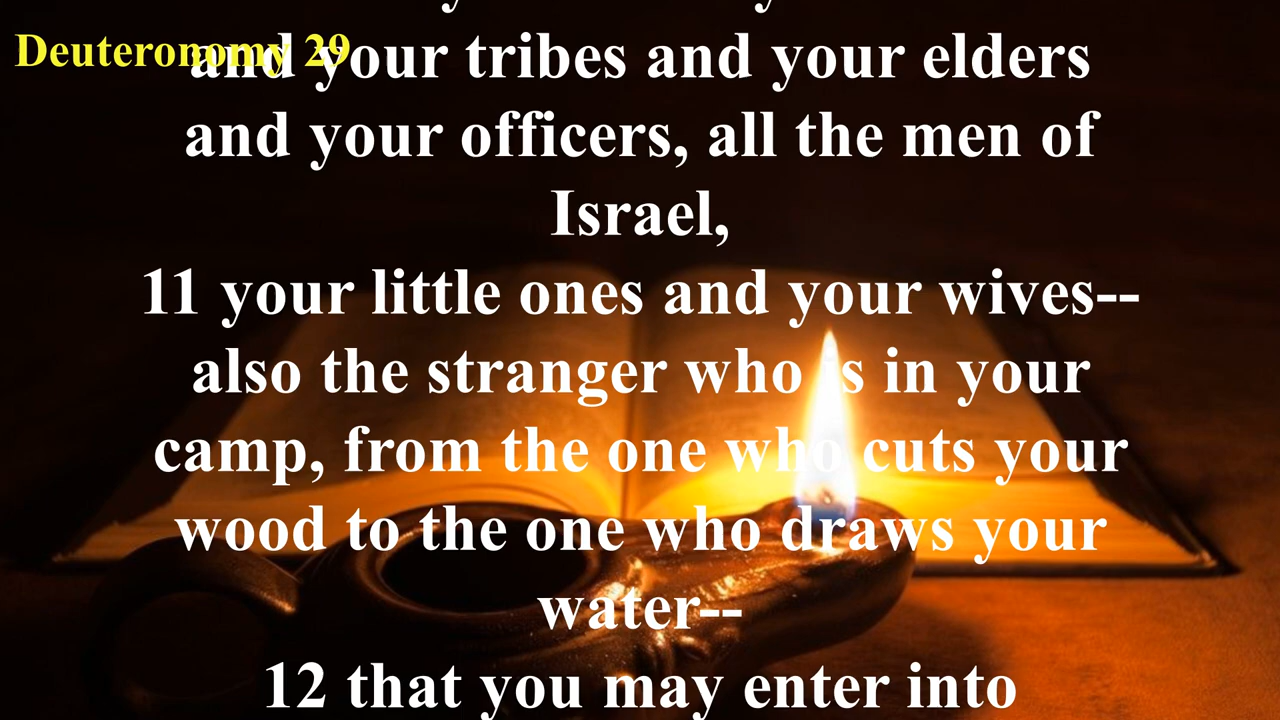 Deuteronomy 29
and your tribes and your elders
and your officers, all the men of
Israel,
11 your little ones and your wives--
also the stranger who is in your
camp, from the one who cuts your
wood to the one who draws your
water--
12 that you may enter into